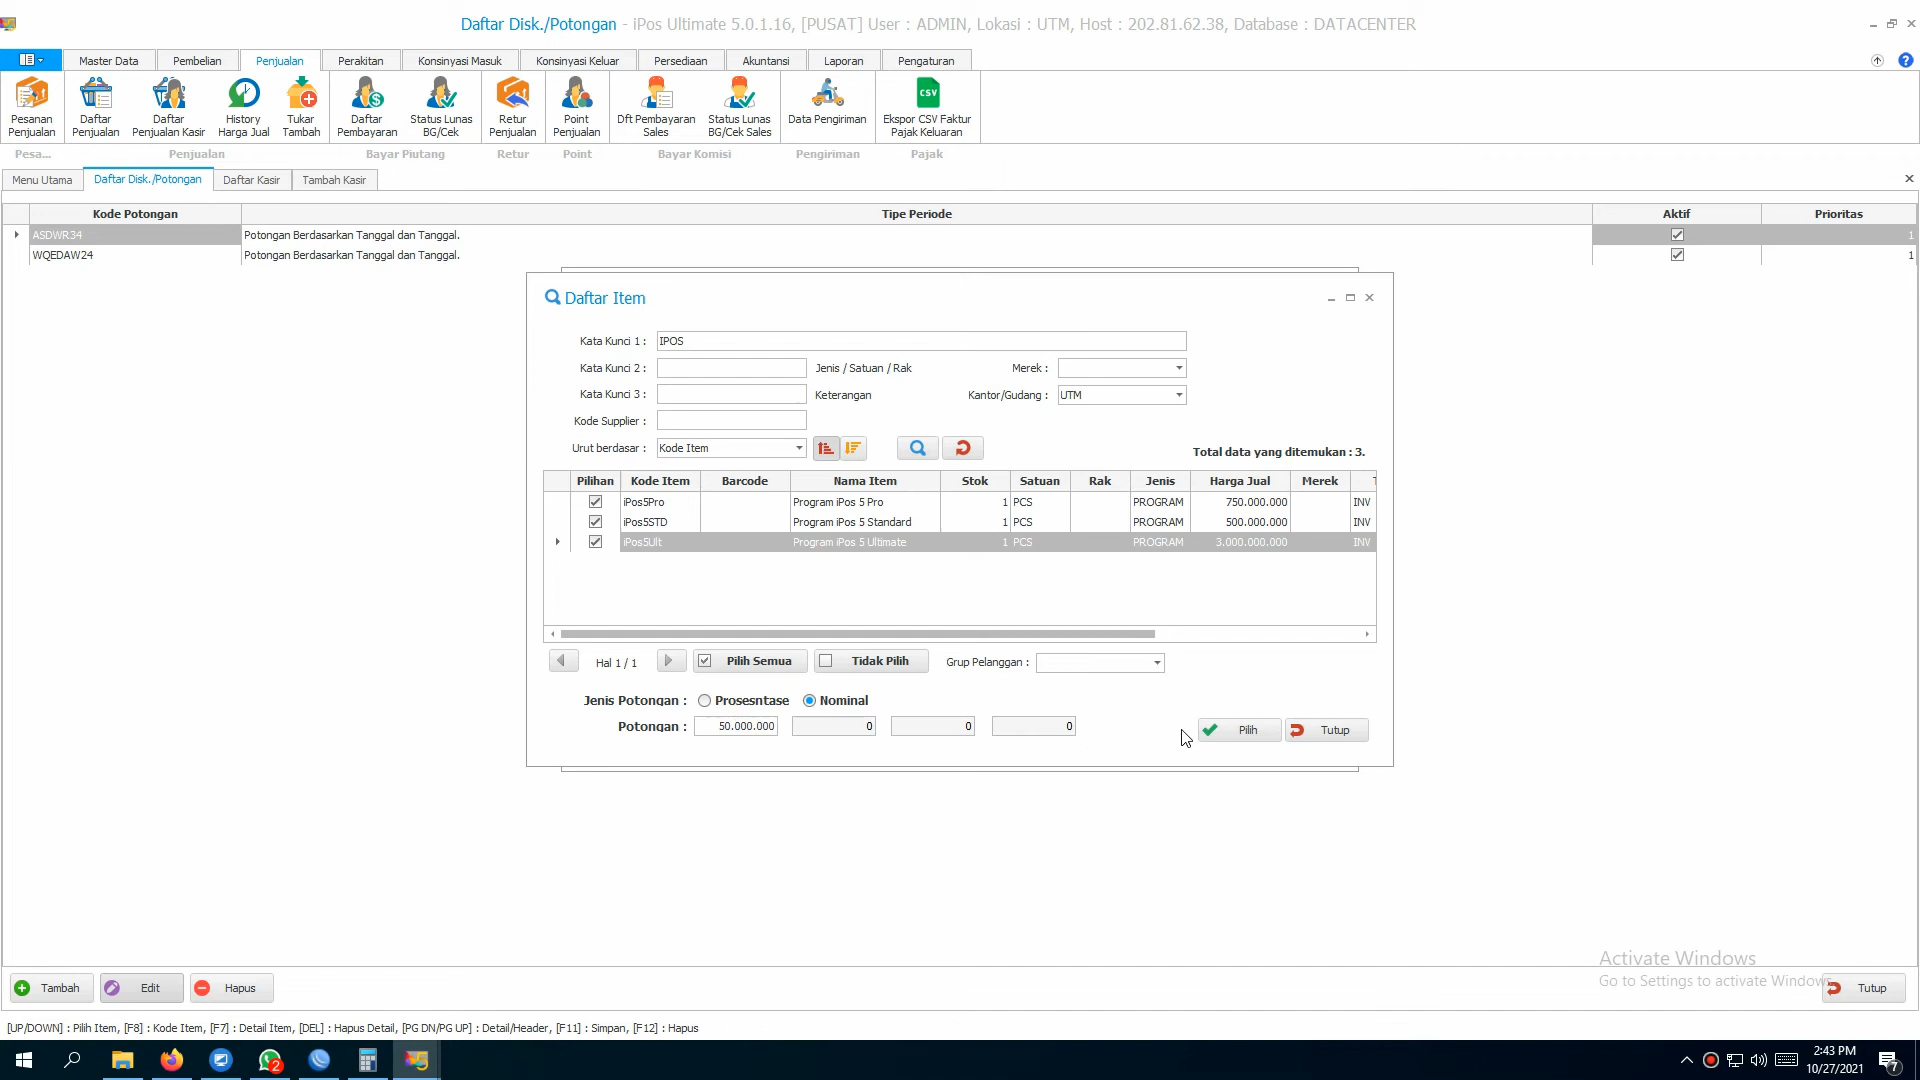 Daftar Disk./Potongan - iPos Ultimate 5.0.1.16, [PUSAT] User : ADMIN, Lokasi : UTM, Host : 202.81.62.38, Database : DATACENTER
Master Data Pembelian Penjualan Perakitan Konsinyasi Masuk Konsinyasi Keluar Persediaan Akuntansi Laporan Pengaturan
Pesanan Penjualan
Daftar Penjualan
Daftar Penjualan Kasir
History Harga Jual
Tukar Tambah
Daftar Pembayaran
Status Lunas BG/Cek
Retur Penjualan
Point Penjualan
Dft Pembayaran Sales
Status Lunas BG/Cek Sales
Data Pengiriman
CSV
Ekspor CSV Faktur Pajak Keluaran
Pesa... Penjualan Bayar Piutang Retur Point Bayar Komisi Pengiriman Pajak
Menu Utama Daftar Disk./Potongan Daftar Kasir Tambah Kasir
Kode Potongan Tipe Periode Aktif Prioritas
ASDWR34 Potongan Berdasarkan Tanggal dan Tanggal. 1
WQEDAW24 Potongan Berdasarkan Tanggal dan Tanggal. 1
Daftar Item
Kata Kunci 1 : IPOS
Kata Kunci 2 : Jenis / Satuan / Rak Merek :
Kata Kunci 3 : Keterangan Kantor/Gudang : UTM
Kode Supplier :
Urut berdasar : Kode Item Total data yang ditemukan : 3.
Pilihan Kode Item Barcode Nama Item Stok Satuan Rak Jenis Harga Jual Merek
iPos5Pro Program iPos 5 Pro 1 PCS PROGRAM 750.000.000 INV
iPos5STD Program iPos 5 Standard 1 PCS PROGRAM 500.000.000 INV
iPos5Ult Program iPos 5 Ultimate 1 PCS PROGRAM 3.000.000.000 INV
Hal 1 / 1 Pilih Semua Tidak Pilih Grup Pelanggan :
Jenis Potongan : Prosesntase Nominal
Potongan : 50.000.000 0 0 0 Pilih Tutup
Activate Windows
Go to Settings to activate Windows
Tambah Edit Hapus Tutup
[UP/DOWN] : Pilih Item, [F8] : Kode Item, [F7] : Detail Item, [DEL] : Hapus Detail, [PG DN/PG UP] : Detail/Header, [F11] : Simpan, [F12] : Hapus
2
5
2:43 PM
10/27/2021
7